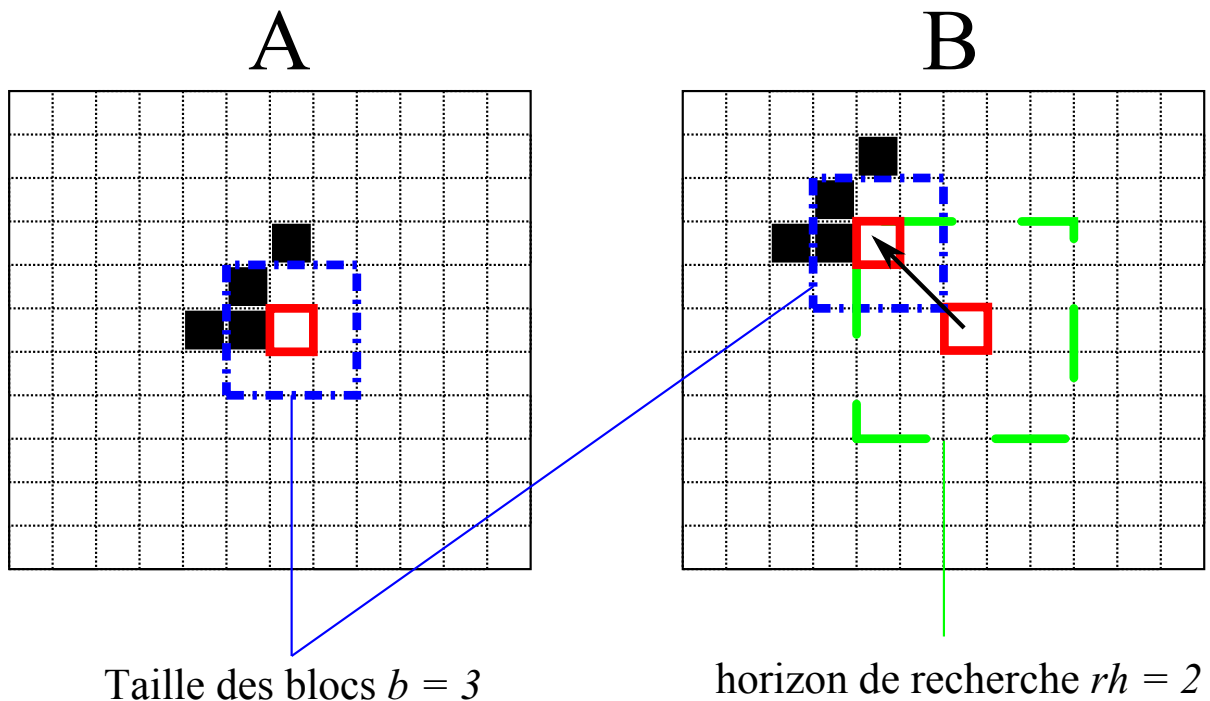 A
B
Taille des blocs b = 3
horizon de recherche rh = 2